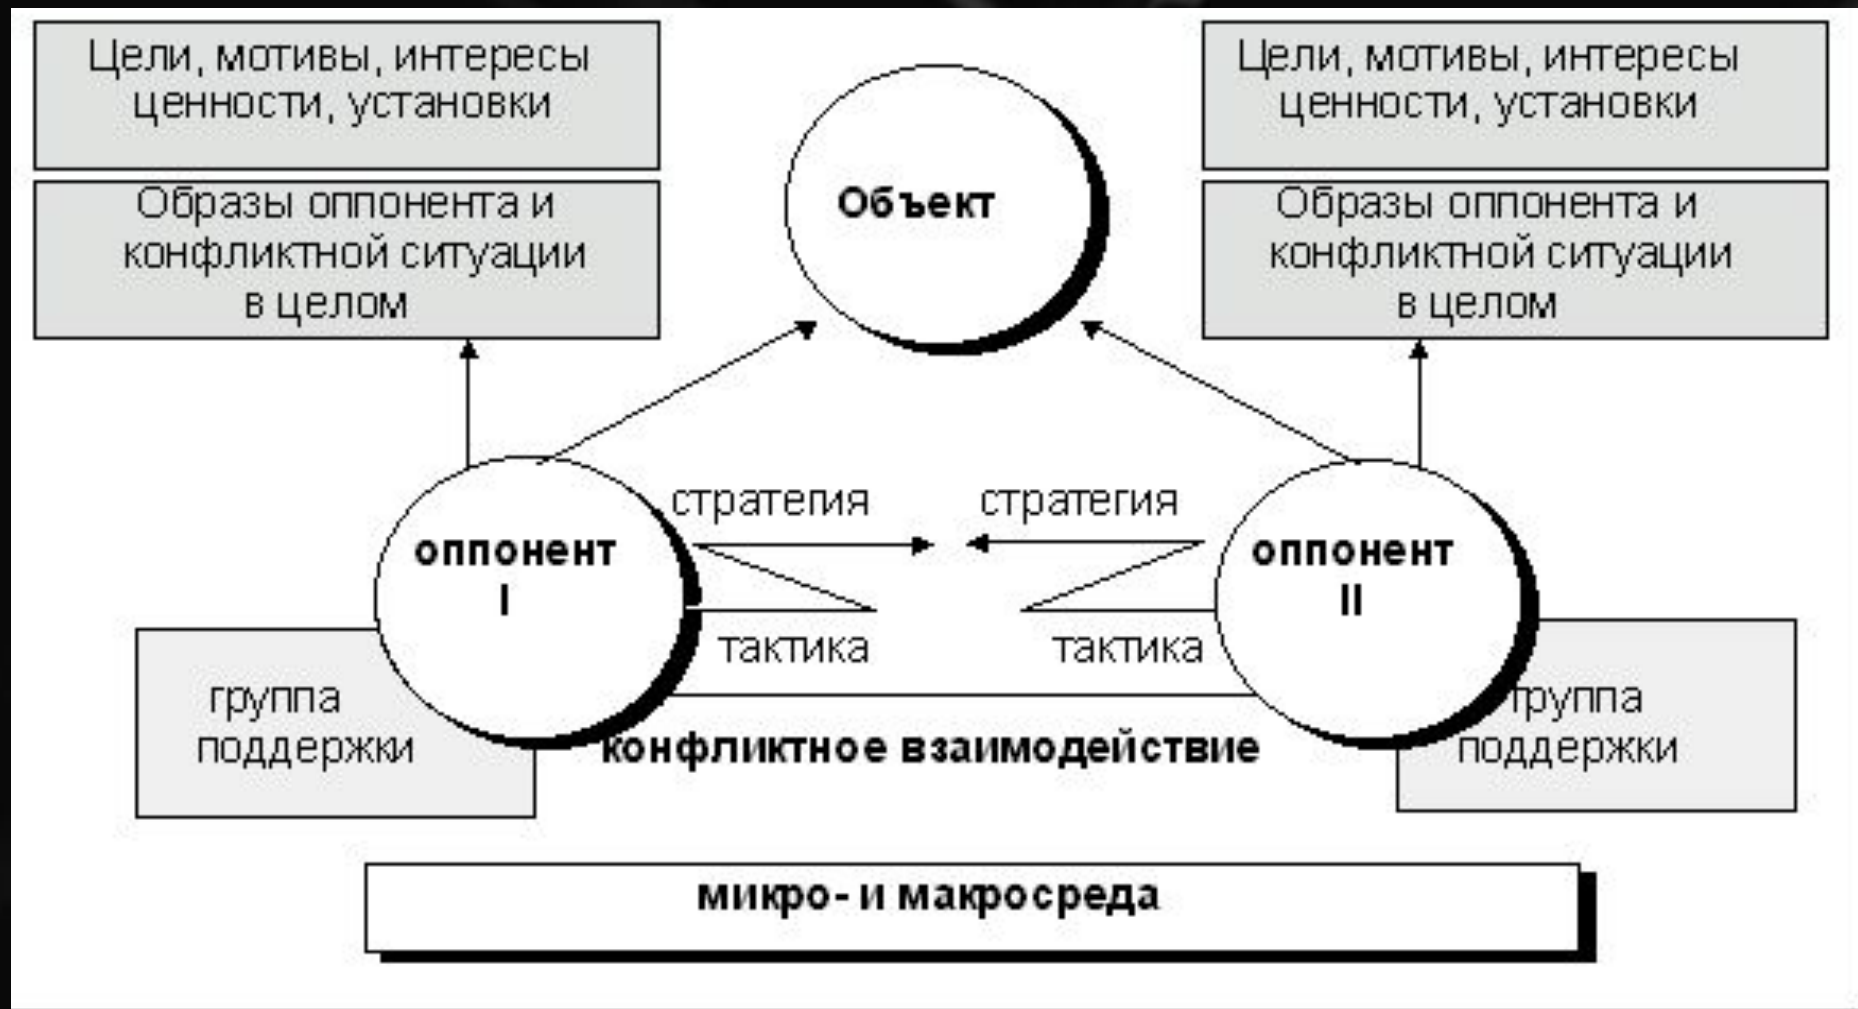 Цели, мотивы, интересы
ценности, установки
Образы оппонента и
конфликтной ситуации
в целом
Объект
Цели, мотивы, интересы
ценности, установки
Образы оппонента и
конфликтной ситуации
в целом
оппонент
I
стратегия
тактика
стратегия
тактика
оппонент
II
группа
поддержки
конфликтное взаимодействие
группа
поддержки
микро- и макросреда